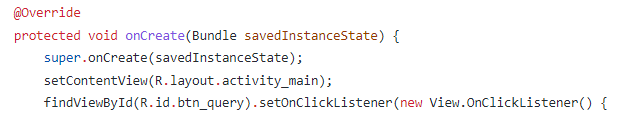 @Override
protected void onCreate(Bundle savedInstanceState) {
    super.onCreate(savedInstanceState);
    setContentView(R.layout.activity_main);
    findViewById(R.id.btn_query).setOnClickListener(new View.OnClickListener() {